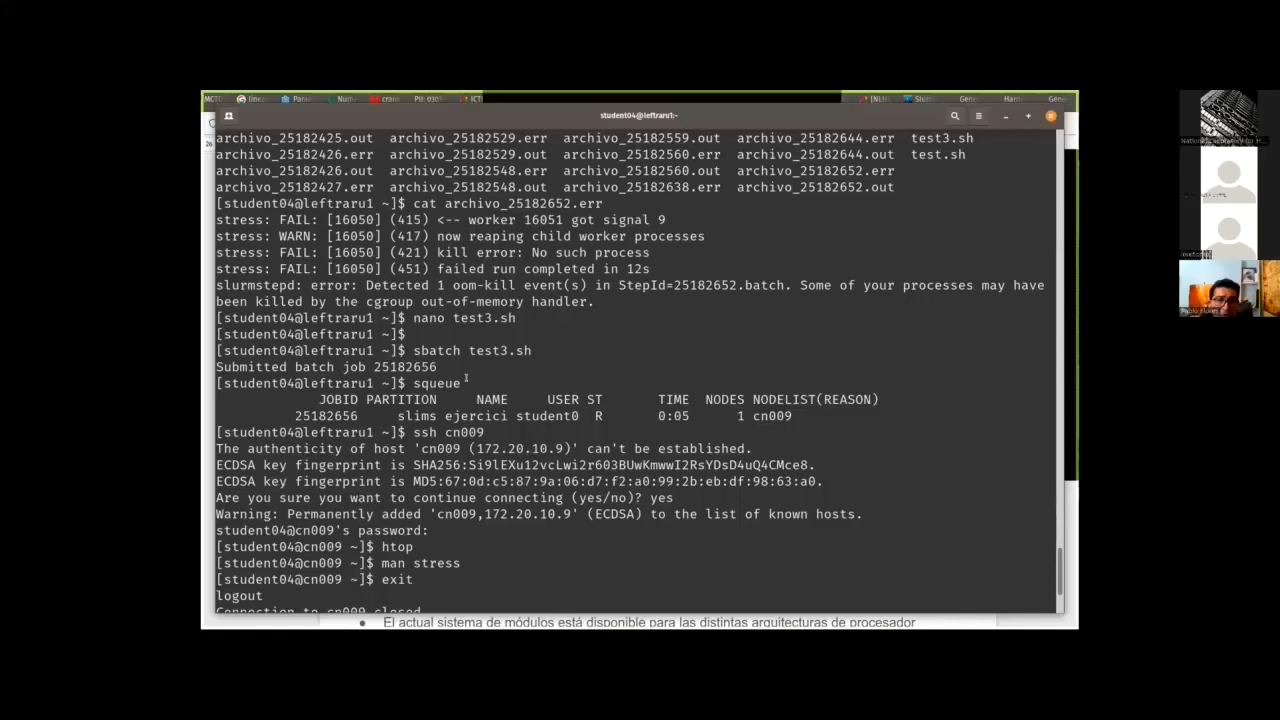 student04@leftraru1:~
archivo_25182425.out archivo_25182529.err archivo_25182559.out archivo_25182644.err test3.sh
archivo_25182426.err archivo_25182529.out archivo_25182560.err archivo_25182644.out test.sh
archivo_25182426.out archivo_25182548.err archivo_25182560.out archivo_25182652.err
archivo_25182427.err archivo_25182548.out archivo_25182638.err archivo_25182652.out
[student04@leftraru1 ~]$ cat archivo_25182652.err
stress: FAIL: [16050] (415) <-- worker 16051 got signal 9
stress: WARN: [16050] (417) now reaping child worker processes
stress: FAIL: [16050] (421) kill error: No such process
stress: FAIL: [16050] (451) failed run completed in 12s
slurmstepd: error: Detected 1 oom-kill event(s) in StepId=25182652.batch. Some of your processes may have
been killed by the cgroup out-of-memory handler.
[student04@leftraru1 ~]$ nano test3.sh
[student04@leftraru1 ~]$
[student04@leftraru1 ~]$ sbatch test3.sh
Submitted batch job 25182656
[student04@leftraru1 ~]$ squeue
JOBID PARTITION NAME USER ST TIME NODES NODELIST(REASON)
25182656 slims ejercici student0 R 0:05 1 cn009
[student04@leftraru1 ~]$ ssh cn009
The authenticity of host 'cn009 (172.20.10.9)' can't be established.
ECDSA key fingerprint is SHA256:Si9lEXu12vcLwi2r603BUwKmwwI2RsYDsD4uQ4CMce8.
ECDSA key fingerprint is MD5:67:0d:c5:87:9a:06:d7:f2:a0:99:2b:eb:df:98:63:a0.
Are you sure you want to continue connecting (yes/no)? yes
Warning: Permanently added 'cn009,172.20.10.9' (ECDSA) to the list of known hosts.
student04@cn009's password:
[student04@cn009 ~]$ htop
[student04@cn009 ~]$ man stress
[student04@cn009 ~]$ exit
logout
Connection to cn009 closed
● El actual sistema de módulos está disponible para las distintas arquitecturas de procesador